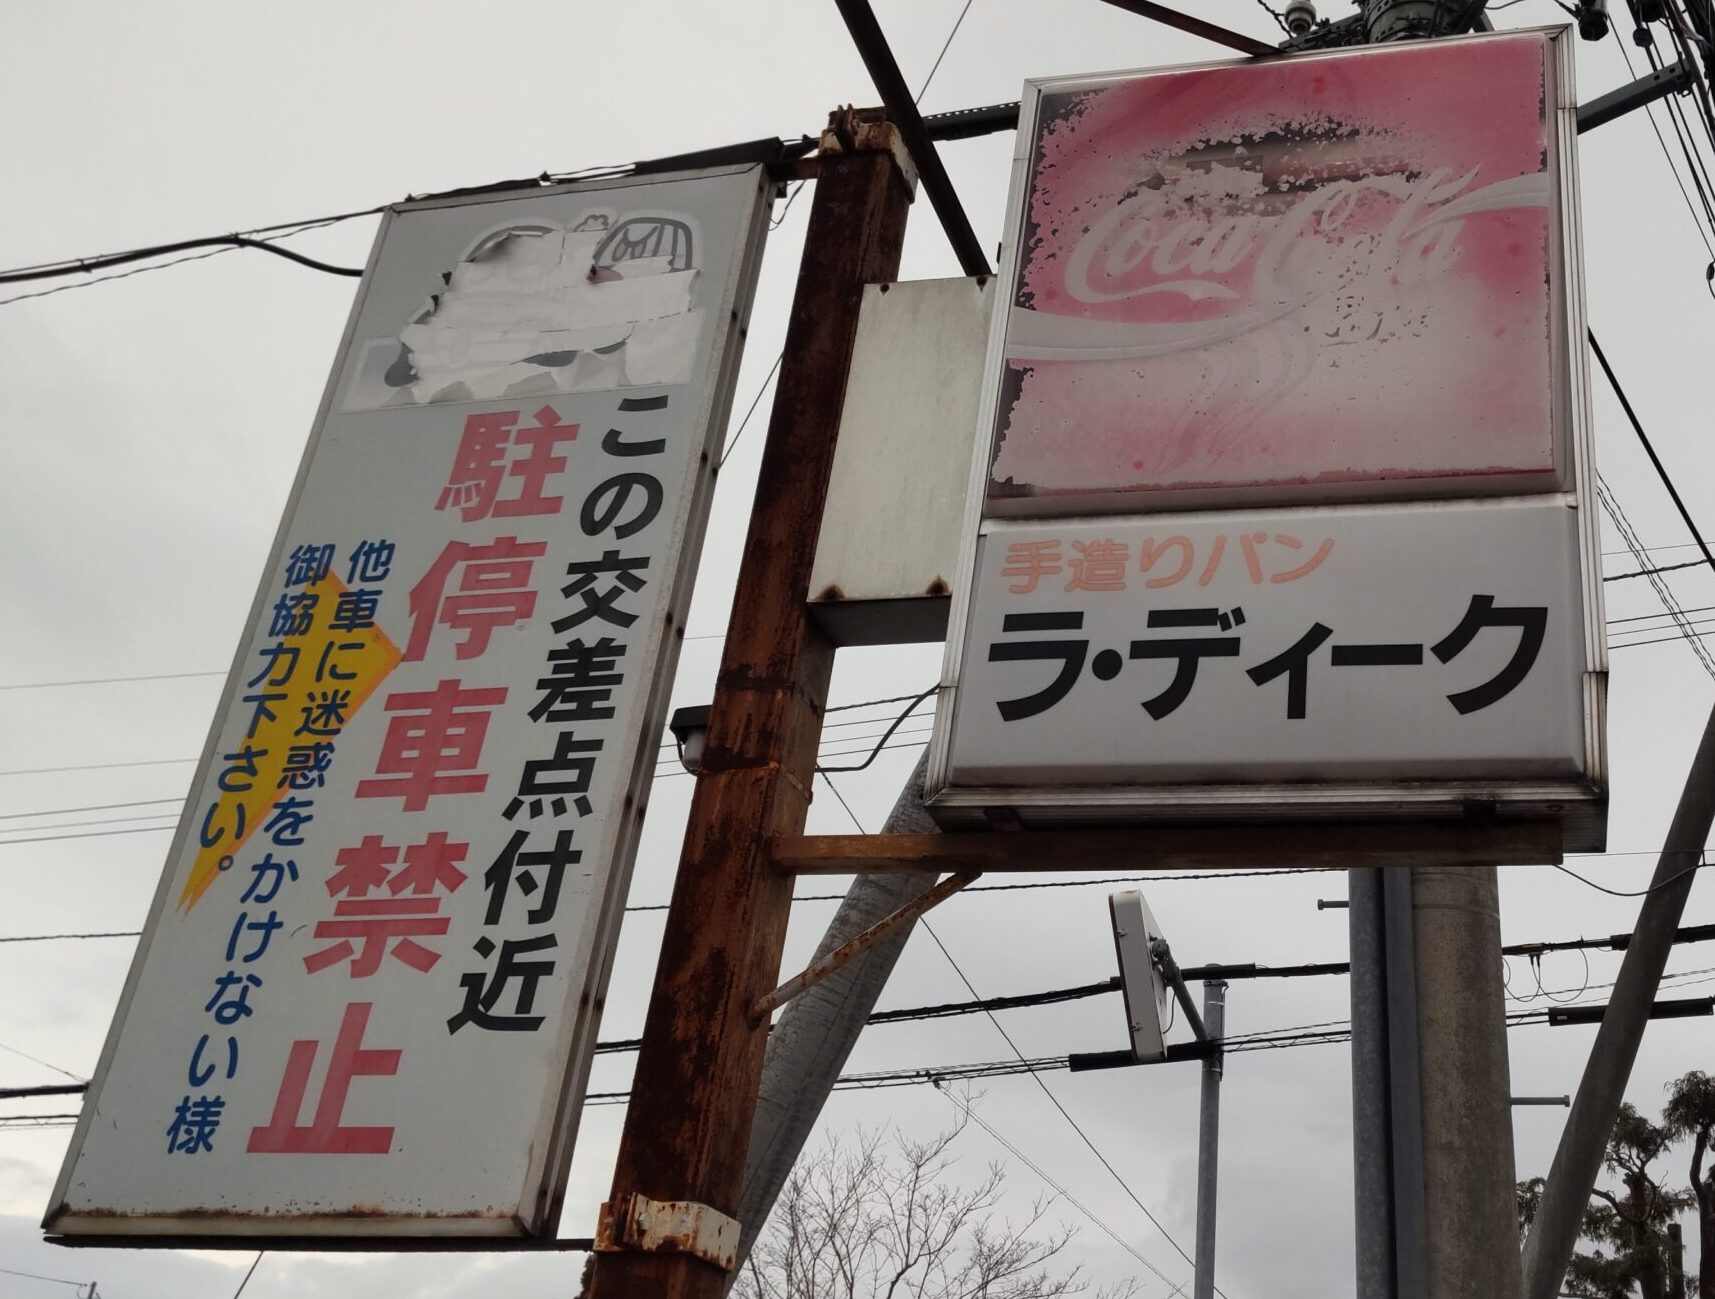 この交差点付近
駐停車禁止
他車に迷惑をかけない様
御協力下さい。
Coca-Cola
手造りパン
ラ・ディーク